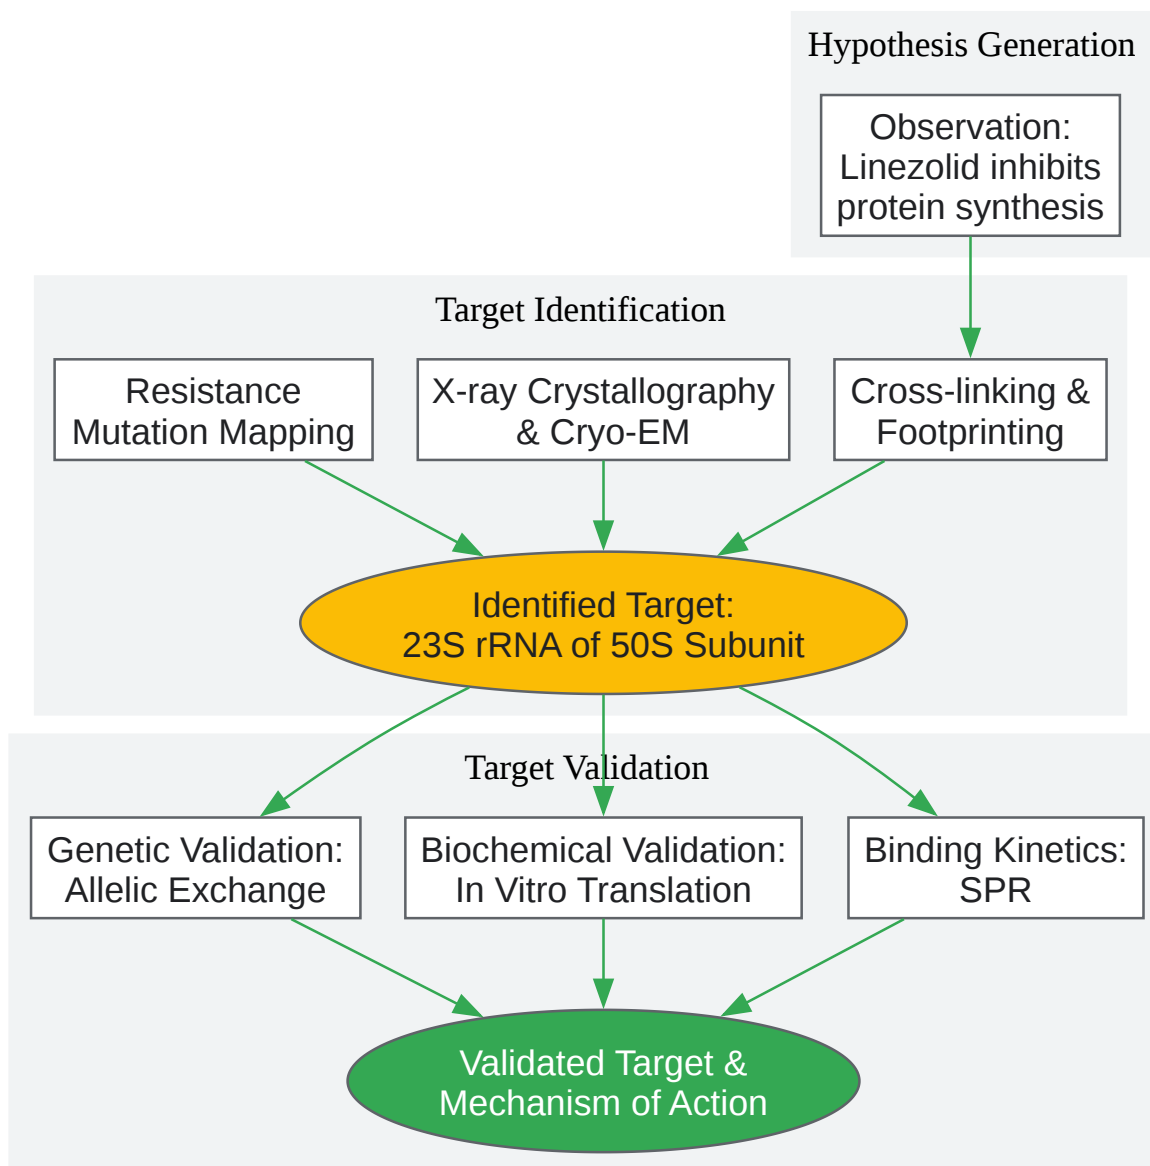 Hypothesis Generation
Observation:
Linezolid inhibits
protein synthesis
Target Identification
Resistance
Mutation Mapping
X-ray Crystallography
& Cryo-EM
Cross-linking &
Footprinting
Identified Target:
23S rRNA of 50S Subunit
Target Validation
Genetic Validation:
Allelic Exchange
Biochemical Validation:
In Vitro Translation
Binding Kinetics:
SPR
Validated Target &
Mechanism of Action